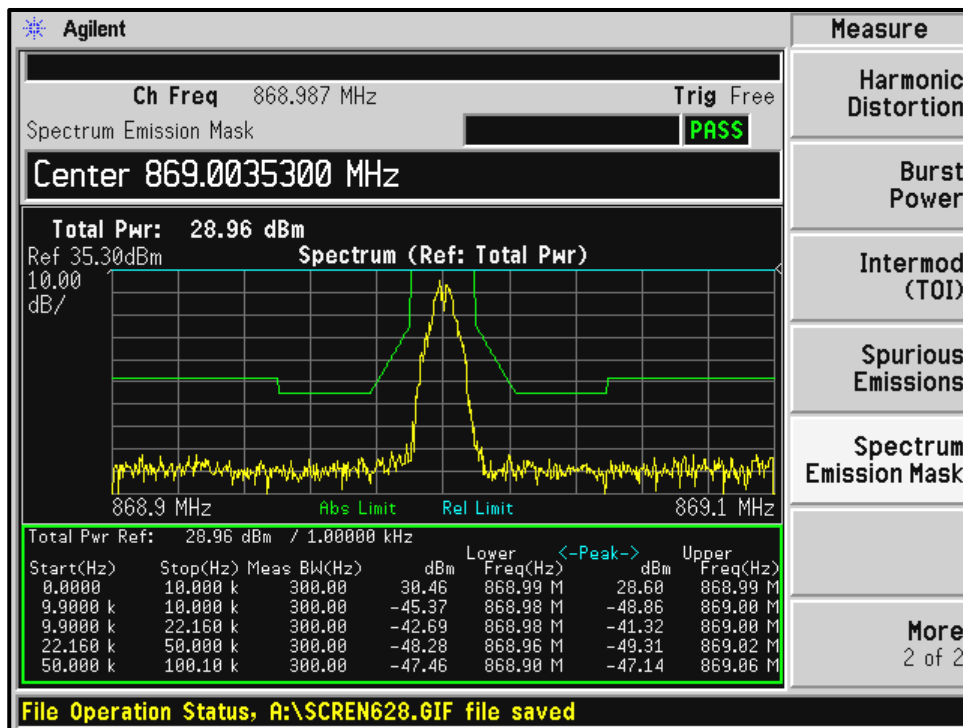 Agilent
Measure
Ch Freq 868.987 MHz Trig Free
Spectrum Emission Mask PASS
Center 869.0035300 MHz
Total Pwr: 28.96 dBm
Ref 35.30dBm Spectrum (Ref: Total Pwr)
10.00
dB/
868.9 MHz Abs Limit Rel Limit 869.1 MHz
Total Pwr Ref: 28.96 dBm / 1.00000 kHz
Lower <-Peak-> Upper
Start(Hz) Stop(Hz) Meas BW(Hz) dBm Freq(Hz) dBm Freq(Hz)
0.0000 10.000 k 300.00 30.46 868.99 M 28.60 868.99 M
9.9000 k 10.000 k 300.00 -45.37 868.98 M -48.86 869.00 M
9.9000 k 22.160 k 300.00 -42.69 868.98 M -41.32 869.00 M
22.160 k 50.000 k 300.00 -48.28 868.96 M -49.31 869.02 M
50.000 k 100.10 k 300.00 -47.46 868.90 M -47.14 869.06 M
Harmonic
Distortion
Burst
Power
Intermod
(TOI)
Spurious
Emissions
Spectrum
Emission Mask
More
2 of 2
File Operation Status, A:\SCREN628.GIF file saved